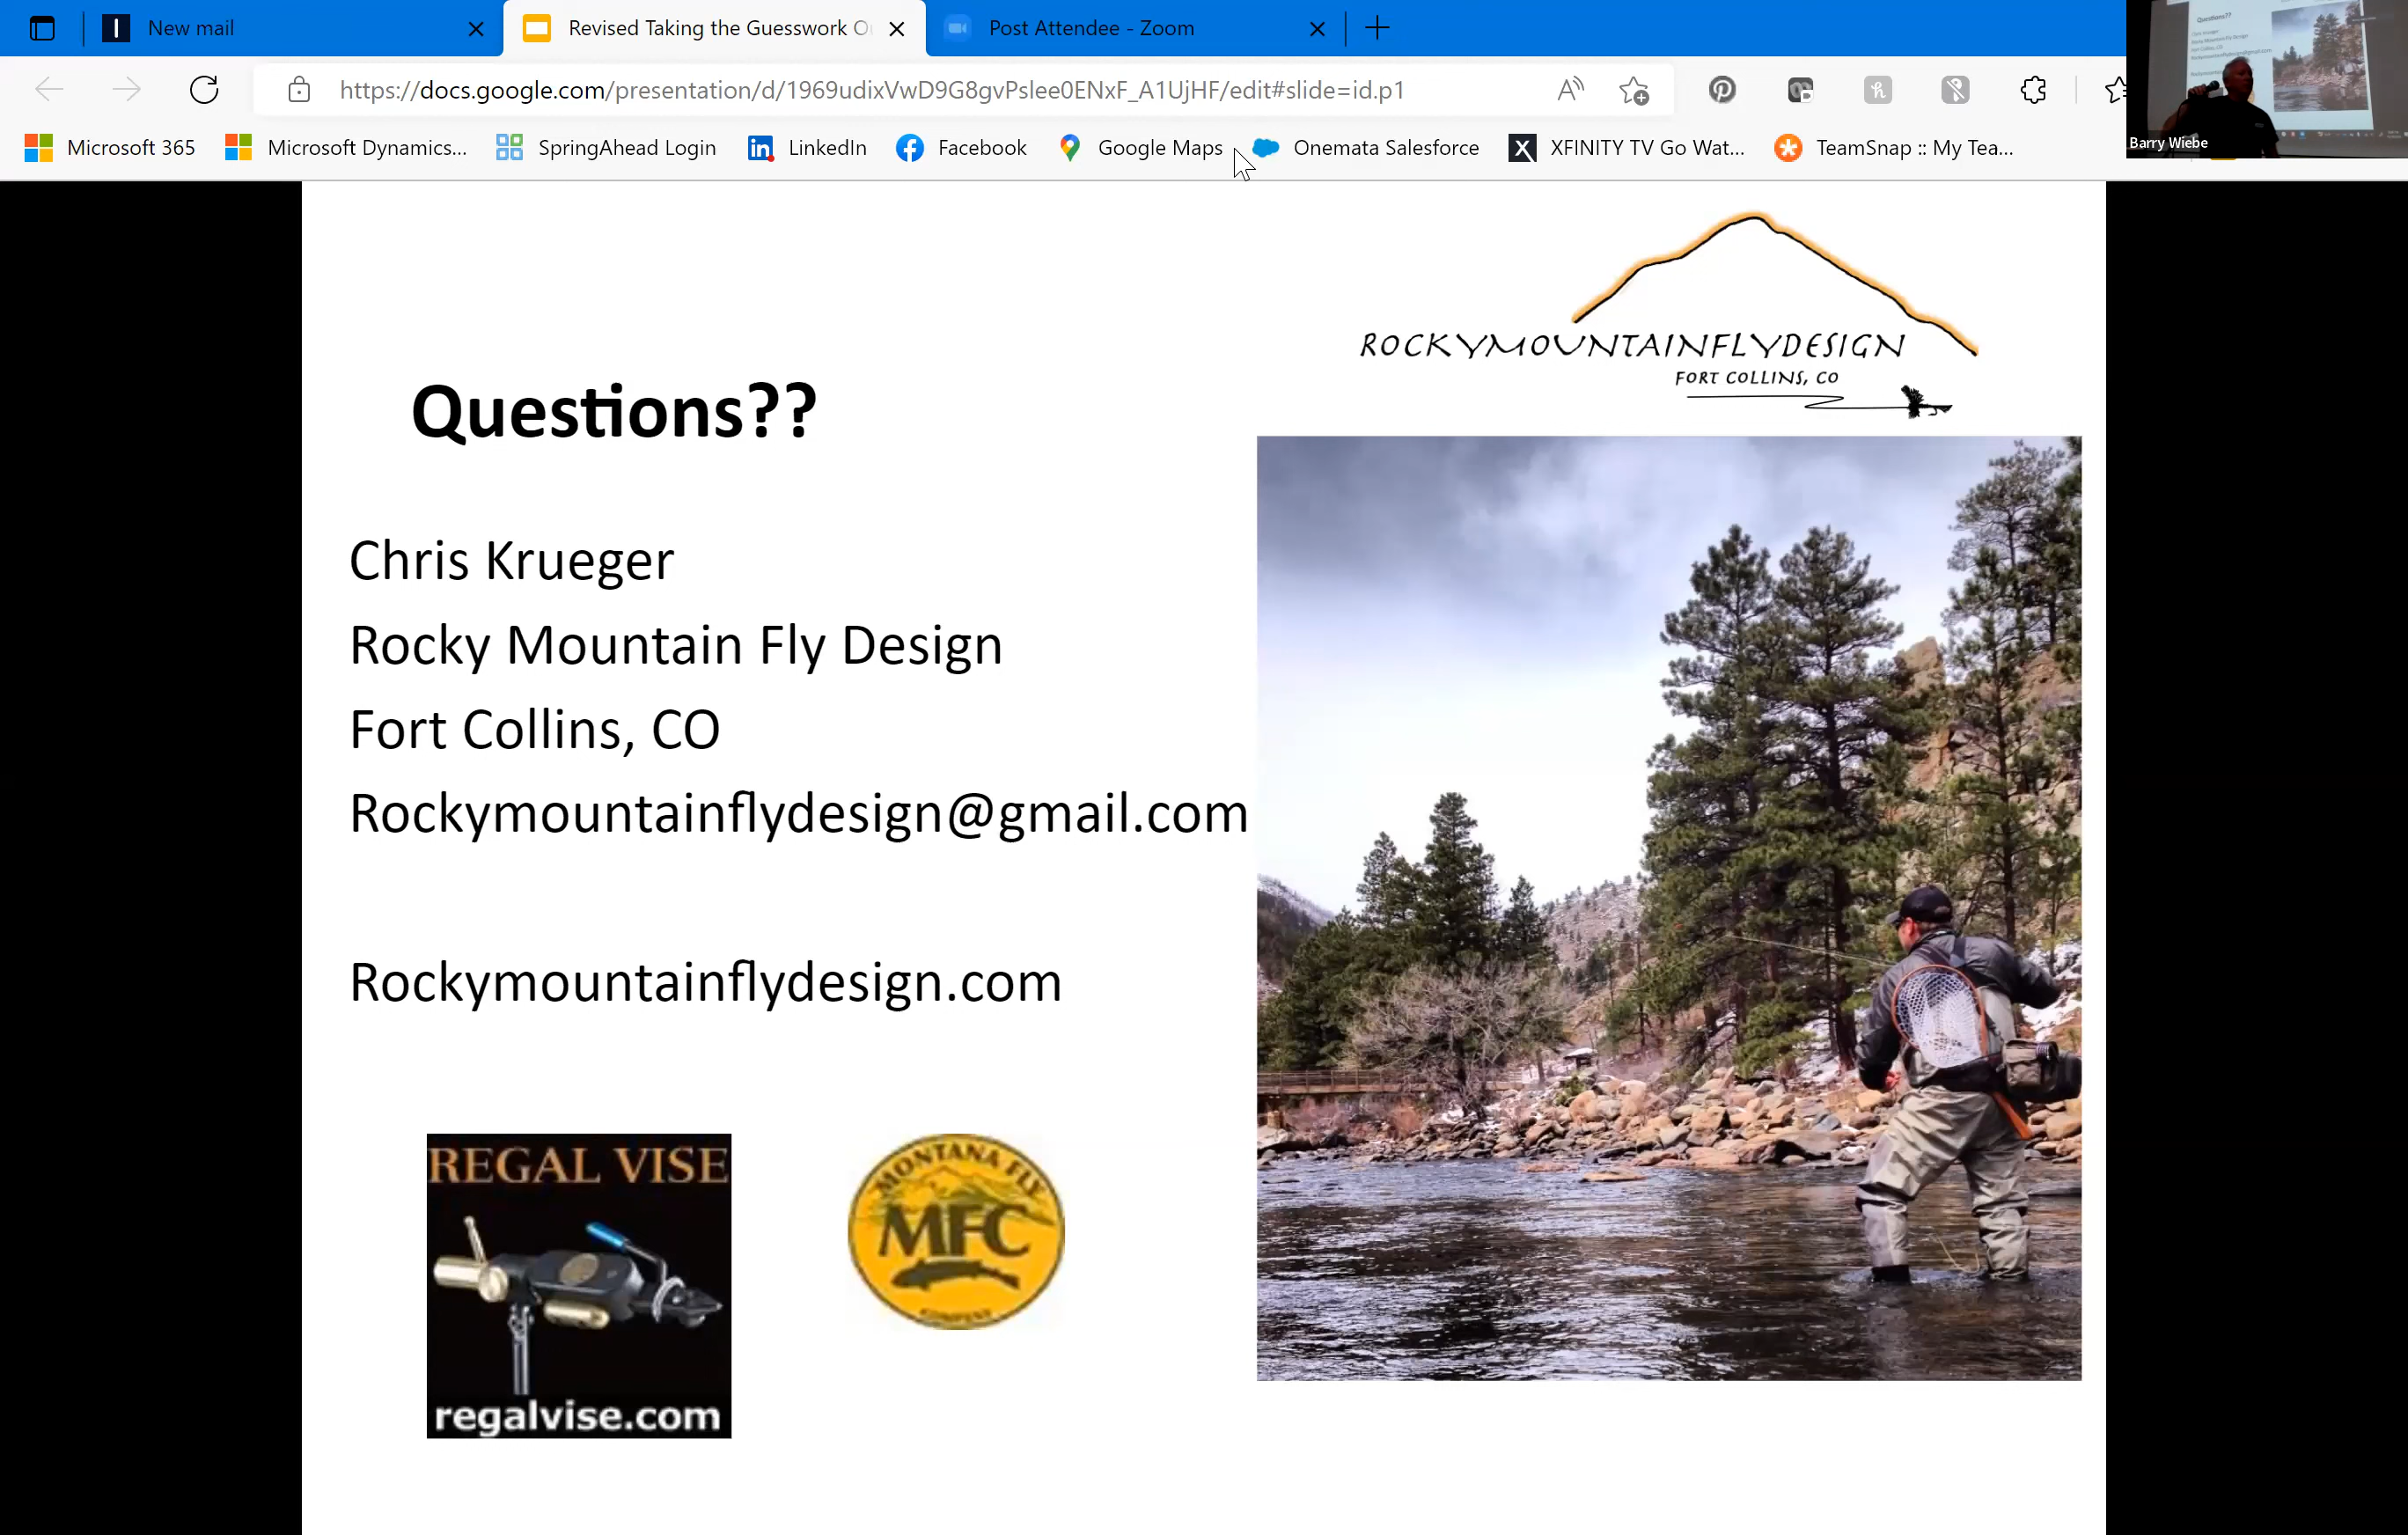 New mail
Revised Taking the Guesswork O
Post Attendee - Zoom
https://docs.google.com/presentation/d/1969udixVwD9G8gvPslee0ENxF_A1UjHF/edit#slide=id.p1
Microsoft 365
Microsoft Dynamics...
SpringAhead Login
LinkedIn
Facebook
Google Maps
Onemata Salesforce
XFINITY TV Go Wat...
TeamSnap :: My Tea...
Questions??
Barry Wiebe
ROCKYMOUNTAINFLYDESIGN
FORT COLLINS, CO
Questions??
Chris Krueger
Rocky Mountain Fly Design
Fort Collins, CO
Rockymountainflydesign@gmail.com
Rockymountainflydesign.com
REGAL VISE
regalvise.com
MONTANA FLY
MFC
COMPANY